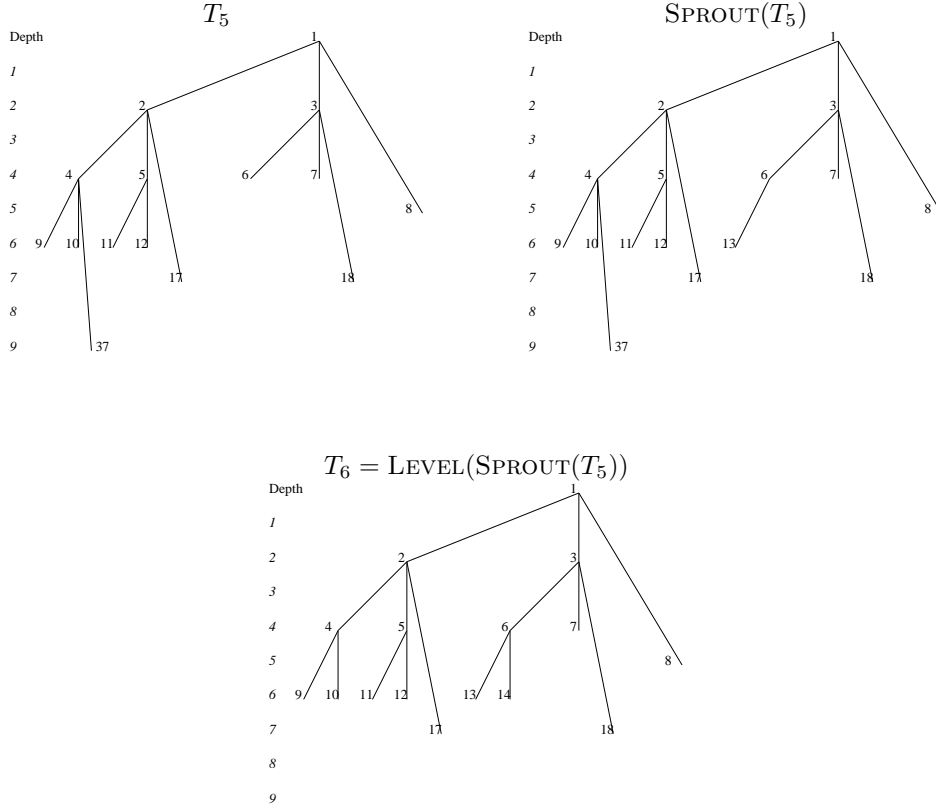 T5
SPROUT(T5)
Depth 1
1
2 2 3
3
4 4 5 6 7
5 8
6 9 10 11 12
7 17 18
8
9 37
Depth 1
1
2 2 3
3
4 4 5 6 7
5 8
6 9 10 11 12 13
7 17 18
8
9 37
T6 = LEVEL(SPROUT(T5))
Depth 1
1
2 2 3
3
4 4 5 6 7
5 8
6 9 10 11 12 13 14
7 17 18
8
9